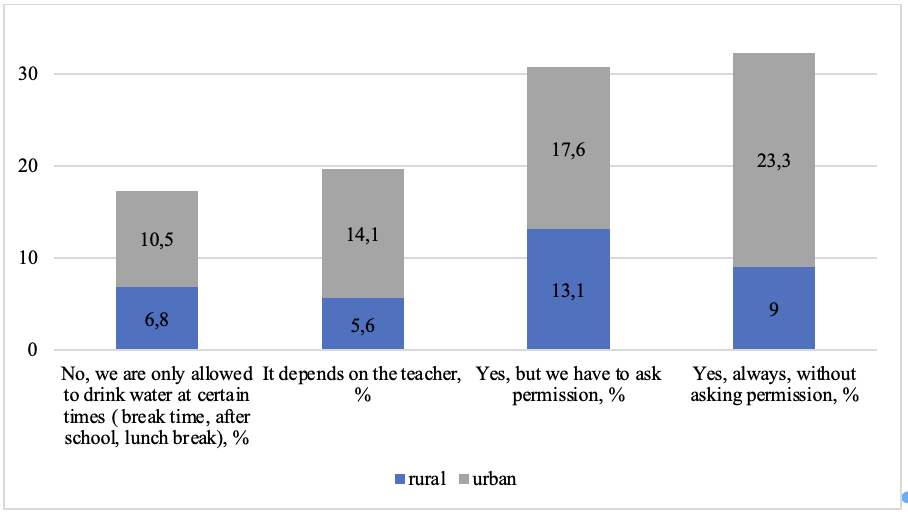 30
20
10
0
10,5
6,8
14,1
5,6
17,6
13,1
23,3
9
No, we are only allowed
to drink water at certain
times ( break time, after
school, lunch break), %
It depends on the teacher,
%
Yes, but we have to ask
permission, %
Yes, always, without
asking permission, %
rural urban